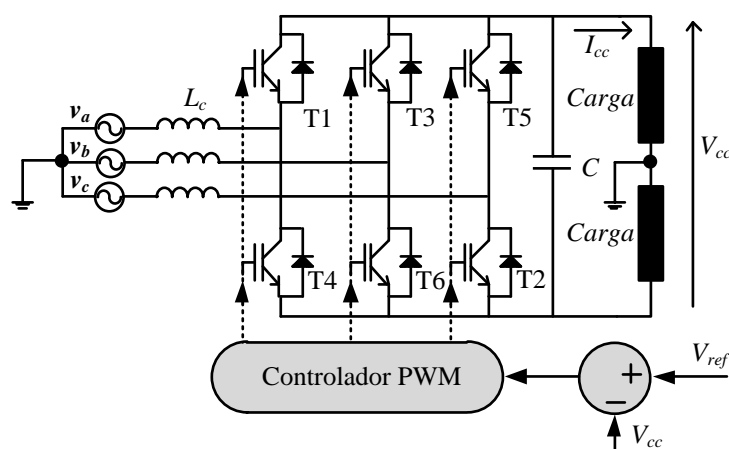 v_a
L_c
v_b
v_c
T1
T3
T5
T4
T6
T2
C
I_cc
Carga
Carga
V_cc
Controlador PWM
+
−
V_ref
V_cc